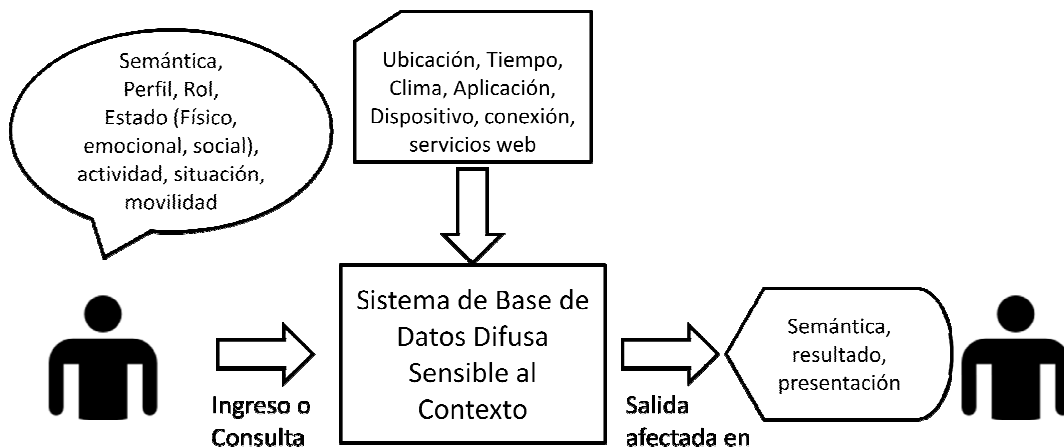 Semántica,
Perfil, Rol,
Estado (Físico,
emocional, social),
actividad, situación,
movilidad
Ubicación, Tiempo,
Clima, Aplicación,
Dispositivo, conexión,
servicios web
Sistema de Base de
Datos Difusa
Sensible al
Contexto
Ingreso o
Consulta
Salida
afectada en
Semántica,
resultado,
presentación